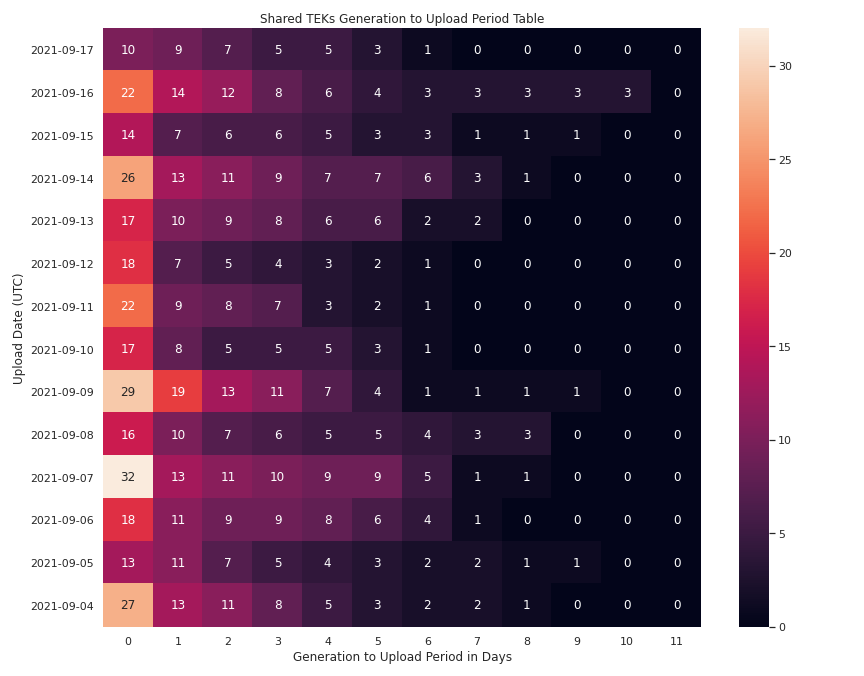 Shared TEKs Generation to Upload Period Table
Upload Date (UTC)
2021-09-17 10 9 7 5 5 3 1 0 0 0 0 0
2021-09-16 22 14 12 8 6 4 3 3 3 3 3 0
2021-09-15 14 7 6 6 5 3 3 1 1 1 0 0
2021-09-14 26 13 11 9 7 7 6 3 1 0 0 0
2021-09-13 17 10 9 8 6 6 2 2 0 0 0 0
2021-09-12 18 7 5 4 3 2 1 0 0 0 0 0
2021-09-11 22 9 8 7 3 2 1 0 0 0 0 0
2021-09-10 17 8 5 5 5 3 1 0 0 0 0 0
2021-09-09 29 19 13 11 7 4 1 1 1 1 0 0
2021-09-08 16 10 7 6 5 5 4 3 3 0 0 0
2021-09-07 32 13 11 10 9 9 5 1 1 0 0 0
2021-09-06 18 11 9 9 8 6 4 1 0 0 0 0
2021-09-05 13 11 7 5 4 3 2 2 1 1 0 0
2021-09-04 27 13 11 8 5 3 2 2 1 0 0 0
0 1 2 3 4 5 6 7 8 9 10 11
Generation to Upload Period in Days
30
25
20
15
10
5
0